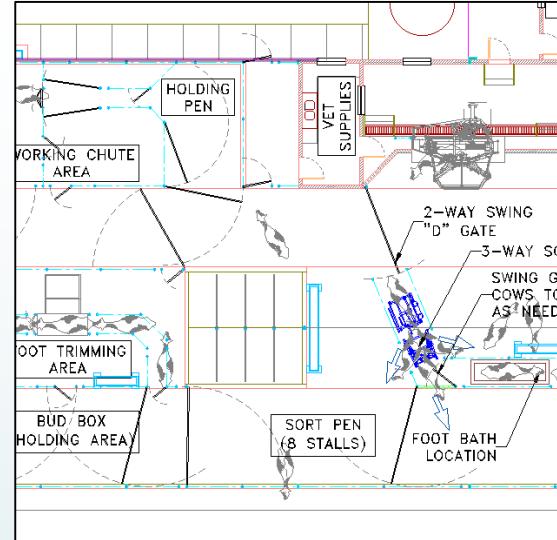 HOLDING
PEN
VET
SUPPLIES
WORKING CHUTE
AREA
2-WAY SWING
"D" GATE
3-WAY
SWING
COWS
AS
FOOT TRIMMING
AREA
BUD BOX
(HOLDING AREA)
SORT PEN
(8 STALLS)
FOOT BATH
LOCATION